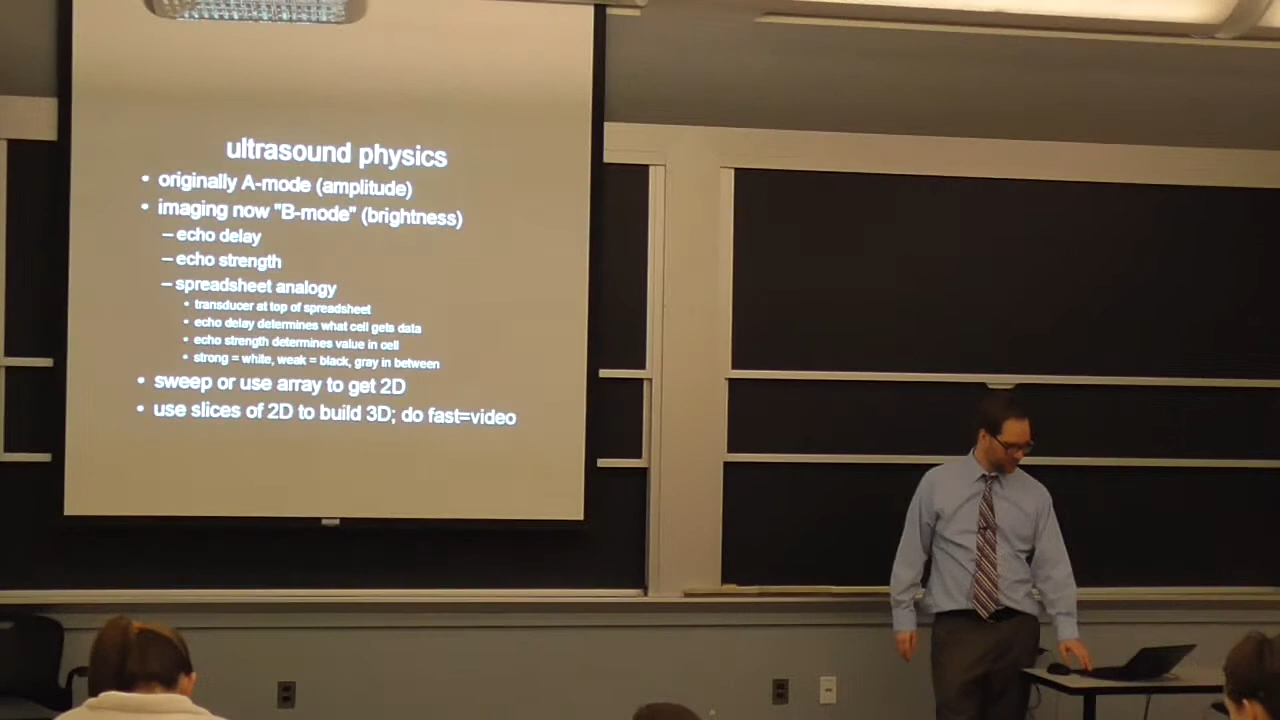 ultrasound physics
• originally A-mode (amplitude)
• imaging now "B-mode" (brightness)
– echo delay
– echo strength
– spreadsheet analogy
• transducer at top of spreadsheet
• echo delay determines what cell gets data
• echo strength determines value in cell
• strong = white, weak = black, gray in between
• sweep or use array to get 2D
• use slices of 2D to build 3D; do fast=video